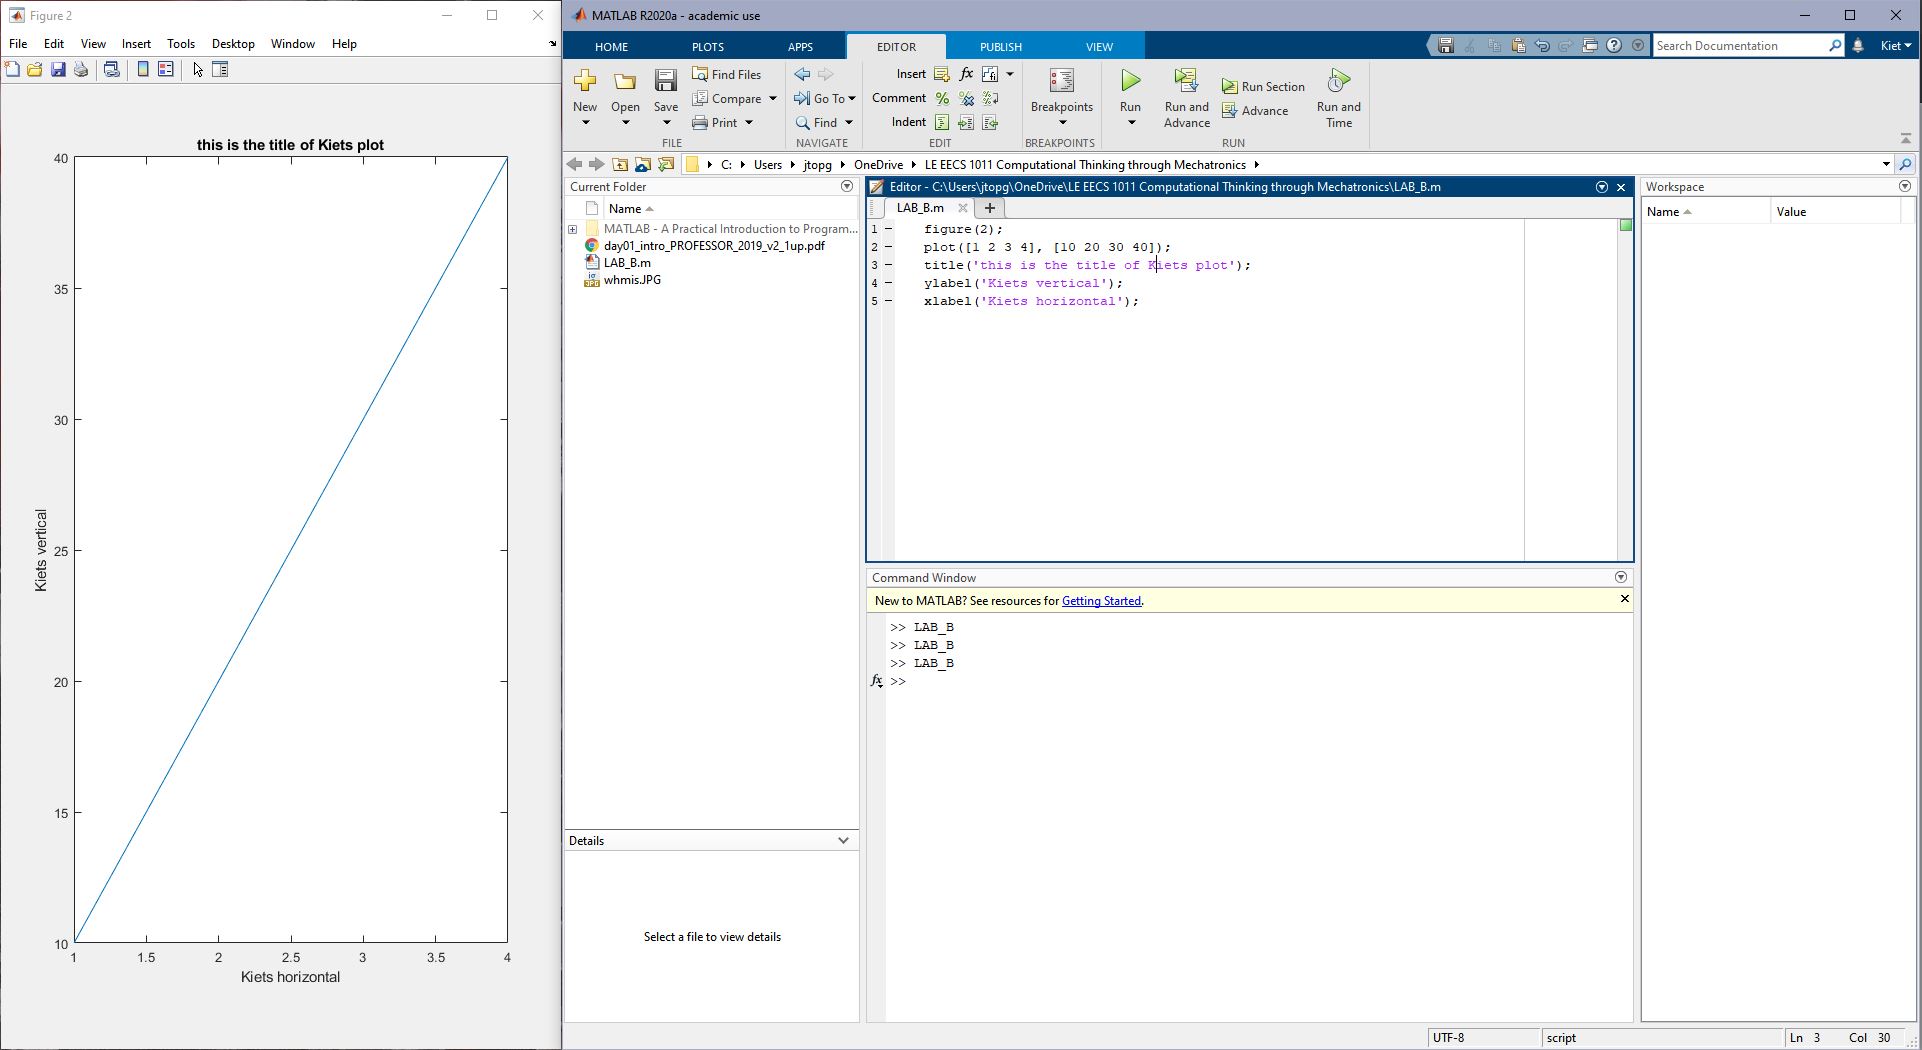 Figure 2
File Edit View Insert Tools Desktop Window Help
this is the title of Kiets plot
40
35
30
25
20
15
10
Kiets vertical
1 1.5 2 2.5 3 3.5 4
Kiets horizontal
MATLAB R2020a - academic use
HOME PLOTS APPS EDITOR PUBLISH VIEW
Search Documentation
Kiet
New
Open
Save
Find Files
Compare
Print
FILE
Go To
Find
NAVIGATE
Insert
Comment
Indent
EDIT
Breakpoints
BREAKPOINTS
Run
Run and
Advance
Run Section
Advance
Run and
Time
RUN
C: Users jtopg OneDrive LE EECS 1011 Computational Thinking through Mechatronics
Current Folder
Name
MATLAB - A Practical Introduction to Program...
day01_intro_PROFESSOR_2019_v2_1up.pdf
LAB_B.m
whmis.JPG
Details
Select a file to view details
Editor - C:\Users\jtopg\OneDrive\LE EECS 1011 Computational Thinking through Mechatronics\LAB_B.m
LAB_B.m
1 figure(2);
2 plot([1 2 3 4], [10 20 30 40]);
3 title('this is the title of Kiets plot');
4 ylabel('Kiets vertical');
5 xlabel('Kiets horizontal');
Command Window
New to MATLAB? See resources for Getting Started.
>> LAB_B
>> LAB_B
>> LAB_B
fx >>
Workspace
Name Value
UTF-8 script Ln 3 Col 30